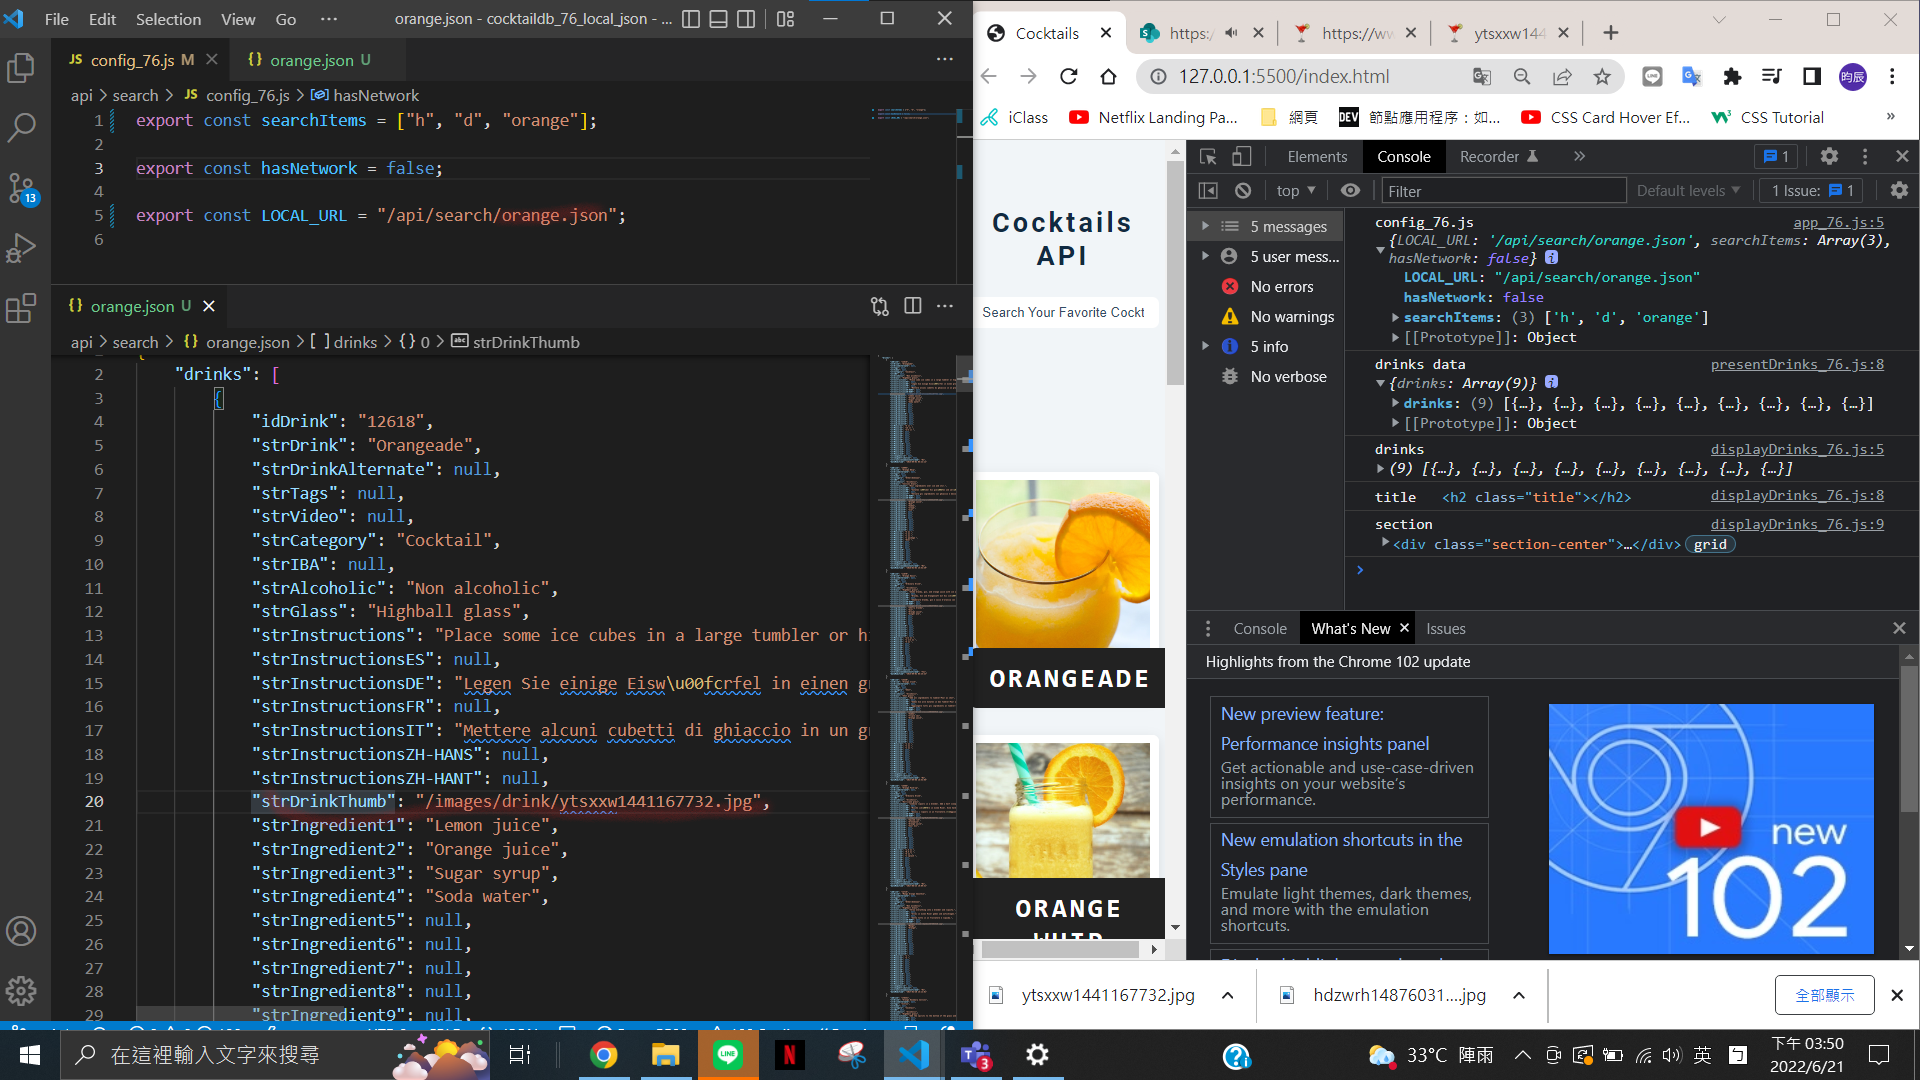 File Edit Selection View Go ··· orange.json - cocktaildb_76_local_json - ...
JS config_76.js M
{} orange.json U
api > search > JS config_76.js > hasNetwork
1 export const searchItems = ["h", "d", "orange"];
2
3 export const hasNetwork = false;
4
5 export const LOCAL_URL = "/api/search/orange.json";
6
13
{} orange.json U
api > search > {} orange.json > [ ] drinks > {} 0 > strDrinkThumb
2 "drinks": [
3 {
4 "idDrink": "12618",
5 "strDrink": "Orangeade",
6 "strDrinkAlternate": null,
7 "strTags": null,
8 "strVideo": null,
9 "strCategory": "Cocktail",
10 "strIBA": null,
11 "strAlcoholic": "Non alcoholic",
12 "strGlass": "Highball glass",
13 "strInstructions": "Place some ice cubes in a large tumbler or hi
14 "strInstructionsES": null,
15 "strInstructionsDE": "Legen Sie einige Eisw\u00fcrfel in einen gr
16 "strInstructionsFR": null,
17 "strInstructionsIT": "Mettere alcuni cubetti di ghiaccio in un gr
18 "strInstructionsZH-HANS": null,
19 "strInstructionsZH-HANT": null,
20 "strDrinkThumb": "/images/drink/ytsxxw1441167732.jpg",
21 "strIngredient1": "Lemon juice",
22 "strIngredient2": "Orange juice",
23 "strIngredient3": "Sugar syrup",
24 "strIngredient4": "Soda water",
25 "strIngredient5": null,
26 "strIngredient6": null,
27 "strIngredient7": null,
28 "strIngredient8": null,
29 "strIngredient9": null,
Cocktails
https:/
https://ww
ytsxxw144
127.0.0.1:5500/index.html
昀辰
iClass
Netflix Landing Pa...
網頁
DEV 節點應用程序：如...
CSS Card Hover Ef...
CSS Tutorial
»
Cocktails
API
Search Your Favorite Cockt
ORANGEADE
ORANGE
WHIP
Elements Console Recorder » 1
top Filter Default levels 1 Issue: 1
5 messages
5 user mess...
No errors
No warnings
5 info
No verbose
config_76.js app_76.js:5
{LOCAL_URL: '/api/search/orange.json', searchItems: Array(3),
hasNetwork: false}
LOCAL_URL: "/api/search/orange.json"
hasNetwork: false
searchItems: (3) ['h', 'd', 'orange']
[[Prototype]]: Object
drinks data presentDrinks_76.js:8
{drinks: Array(9)}
drinks: (9) [{…}, {…}, {…}, {…}, {…}, {…}, {…}, {…}, {…}]
[[Prototype]]: Object
drinks displayDrinks_76.js:5
(9) [{…}, {…}, {…}, {…}, {…}, {…}, {…}, {…}, {…}]
title <h2 class="title"></h2> displayDrinks_76.js:8
section displayDrinks_76.js:9
<div class="section-center">…</div> grid
Console What's New Issues
Highlights from the Chrome 102 update
New preview feature:
Performance insights panel
Get actionable and use-case-driven
insights on your website's
performance.
New emulation shortcuts in the
Styles pane
Emulate light themes, dark themes,
and more with the emulation
shortcuts.
new
102
ytsxxw1441167732.jpg
hdzwrh14876031....jpg
全部顯示
在這裡輸入文字來搜尋
LINE
N
3
33°C 陣雨
英
下午 03:50
2022/6/21